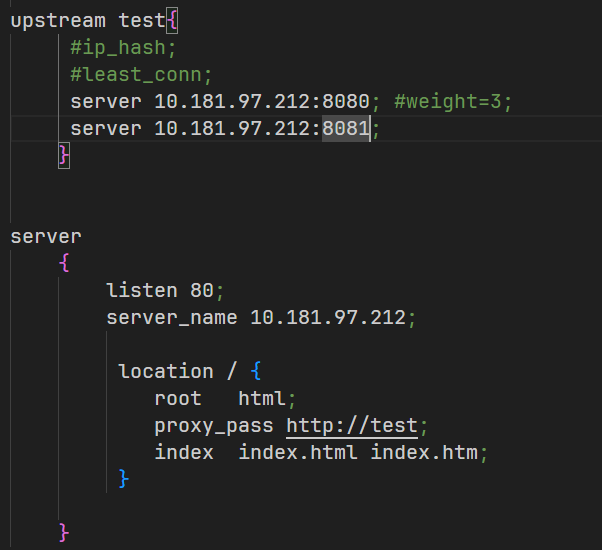 upstream test{
#ip_hash;
#least_conn;
server 10.181.97.212:8080; #weight=3;
server 10.181.97.212:8081;
}
server
{
listen 80;
server_name 10.181.97.212;
location / {
root   html;
proxy_pass http://test;
index  index.html index.htm;
}
}